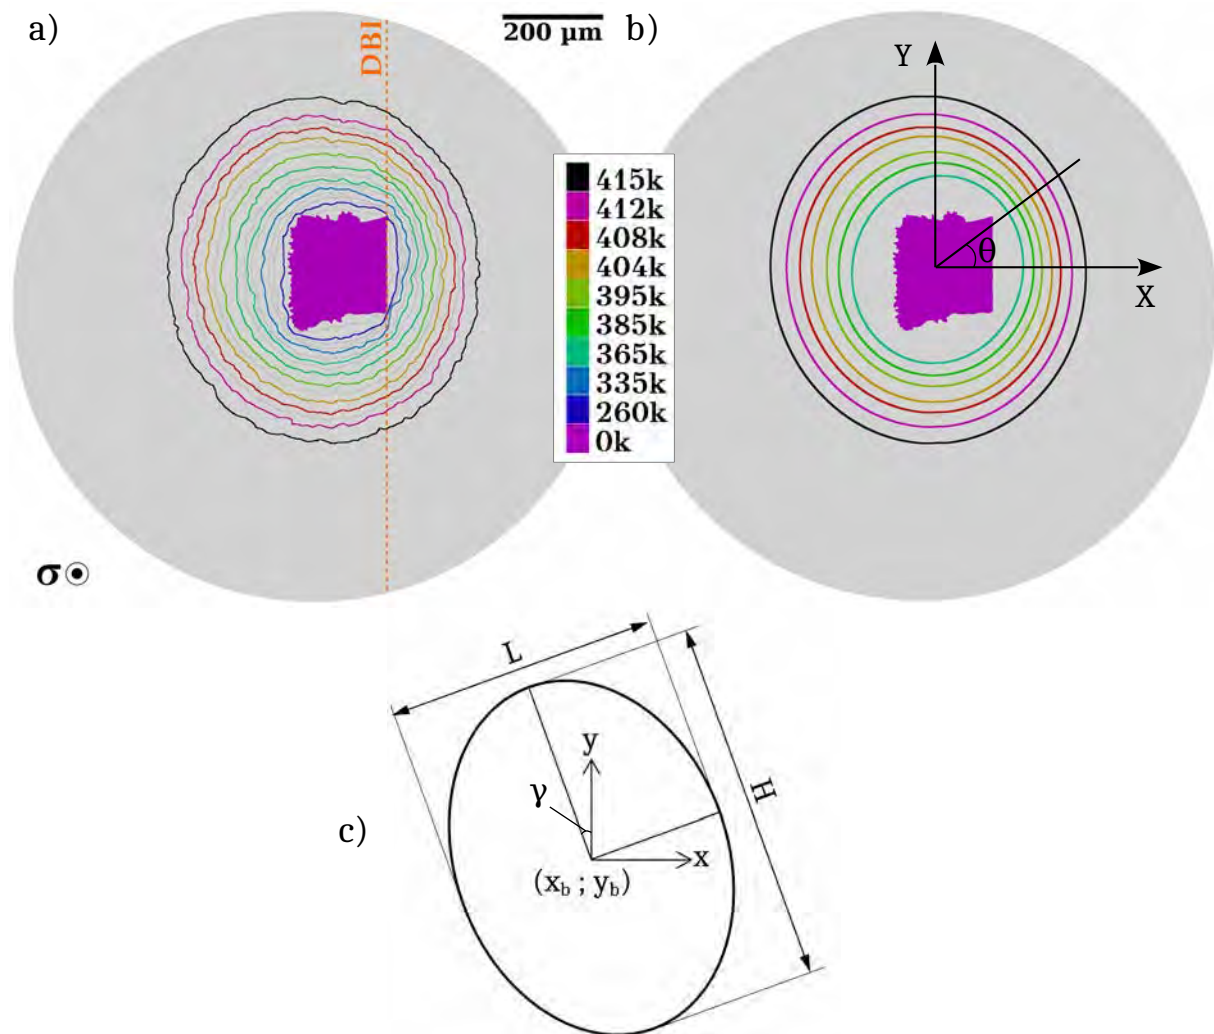 a)
DBI
200 µm
b)
Y
X
θ
415k
412k
408k
404k
395k
385k
365k
335k
260k
0k
σ
L
H
y
γ
x
c)
(x_b ; y_b)